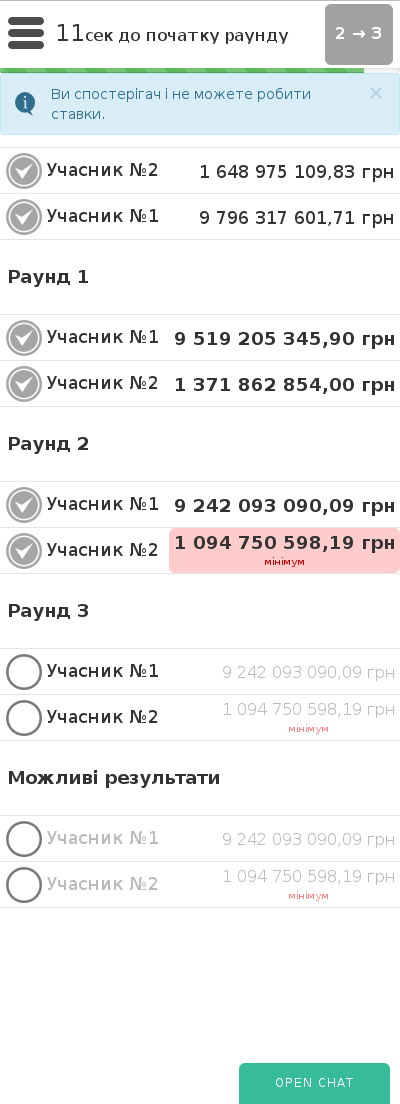 11сек до початку раунду
2 → 3
Ви спостерігач і не можете робити
ставки.
×
Учасник №2 1 648 975 109,83 грн
Учасник №1 9 796 317 601,71 грн
Раунд 1
Учасник №1 9 519 205 345,90 грн
Учасник №2 1 371 862 854,00 грн
Раунд 2
Учасник №1 9 242 093 090,09 грн
Учасник №2 1 094 750 598,19 грн
мінімум
Раунд 3
Учасник №1 9 242 093 090,09 грн
Учасник №2 1 094 750 598,19 грн
мінімум
Можливі результати
Учасник №1 9 242 093 090,09 грн
Учасник №2 1 094 750 598,19 грн
мінімум
OPEN CHAT